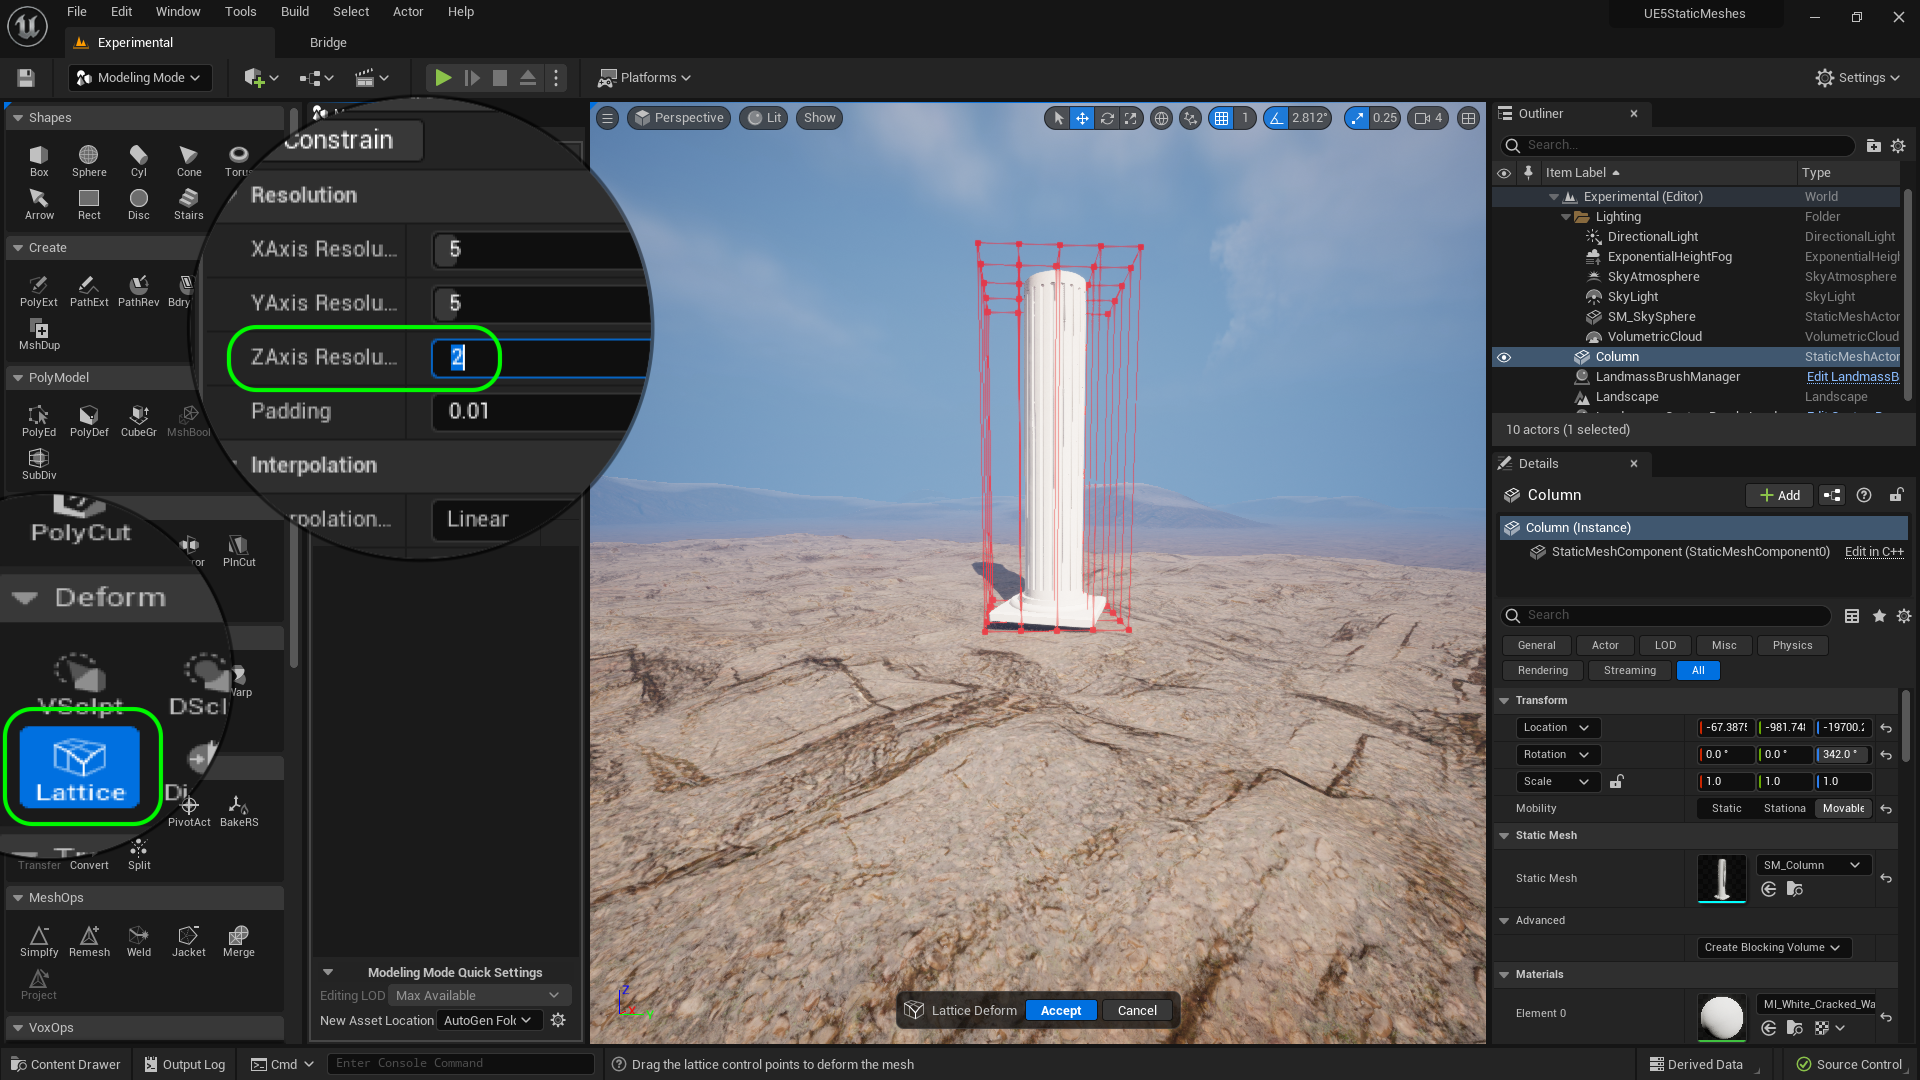 File Edit Window Tools Build Select Actor Help
UE5StaticMeshes
Experimental
Bridge
Modeling Mode
Platforms
Settings
Shapes
Box Sphere Cyl Cone
Arrow Rect Disc Stairs
Create
PolyExt PathExt PathRev Bdry
MshDup
PolyModel
PolyEd PolyDef CubeGr MshBool
SubDiv
PolyCut
PlnCut
Deform
VSclpt DScl
Warp
Lattice
PivotAct BakeRS
Transfer Convert Split
MeshOps
Simplfy Remesh Weld Jacket Merge
Project
VoxOps
Constrain
Resolution
XAxis Resolu... 5
YAxis Resolu... 5
ZAxis Resolu... 2
Padding 0.01
Interpolation
rpolation... Linear
Modeling Mode Quick Settings
Editing LOD Max Available
New Asset Location AutoGen Fol
Perspective Lit Show
1 2.812° 0.25 4
Z
Y
Lattice Deform Accept Cancel
Outliner
Search...
Item Label Type
Experimental (Editor) World
Lighting Folder
DirectionalLight DirectionalLight
ExponentialHeightFog ExponentialHeigh
SkyAtmosphere SkyAtmosphere
SkyLight SkyLight
SM_SkySphere StaticMeshActor
VolumetricCloud VolumetricCloud
Column StaticMeshActor
LandmassBrushManager Edit LandmassB
Landscape Landscape
10 actors (1 selected)
Details
Column
Add
Column (Instance)
StaticMeshComponent (StaticMeshComponent0) Edit in C++
Search
General Actor LOD Misc Physics
Rendering Streaming All
Transform
Location -67.387 -981.74 -19700.
Rotation 0.0 ° 0.0 ° 342.0 °
Scale 1.0 1.0 1.0
Mobility Static Stationa Movable
Static Mesh
Static Mesh SM_Column
Advanced
Create Blocking Volume
Materials
MI_White_Cracked_Wa
Element 0
Content Drawer Output Log Cmd Enter Console Command
Drag the lattice control points to deform the mesh
Derived Data Source Control